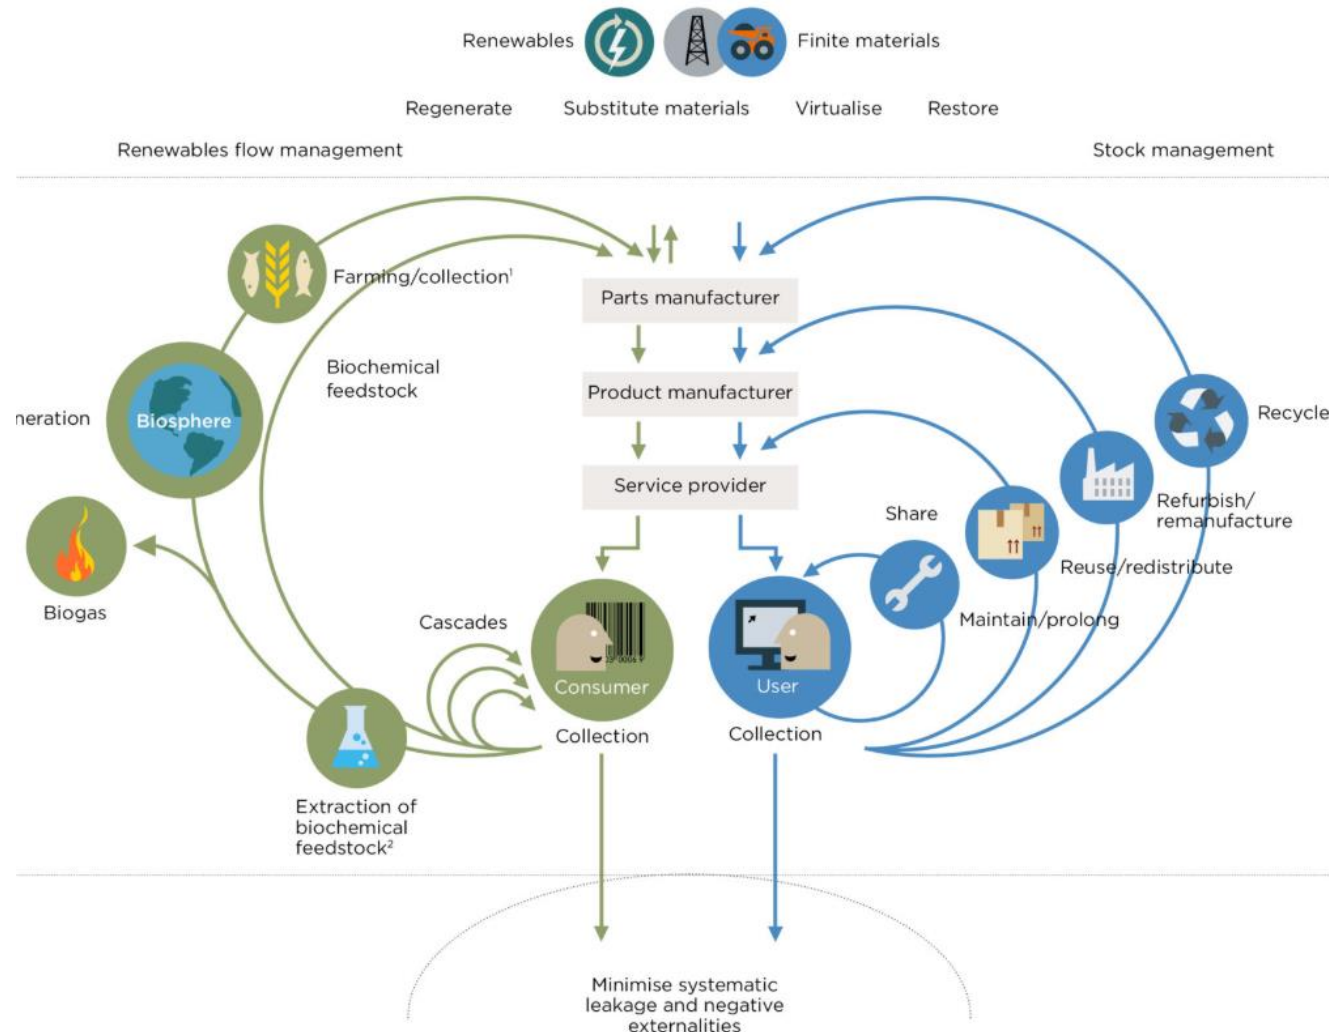 Renewables
Finite materials
Regenerate
Substitute materials
Virtualise
Restore
Renewables flow management
Stock management
Farming/collection¹
Parts manufacturer
Biochemical
feedstock
Product manufacturer
neration
Biosphere
Recycle
Service provider
Refurbish/
remanufacture
Share
Reuse/redistribute
Biogas
Cascades
Maintain/prolong
Consumer
User
Collection
Collection
Extraction of
biochemical
feedstock²
Minimise systematic
leakage and negative
externalities